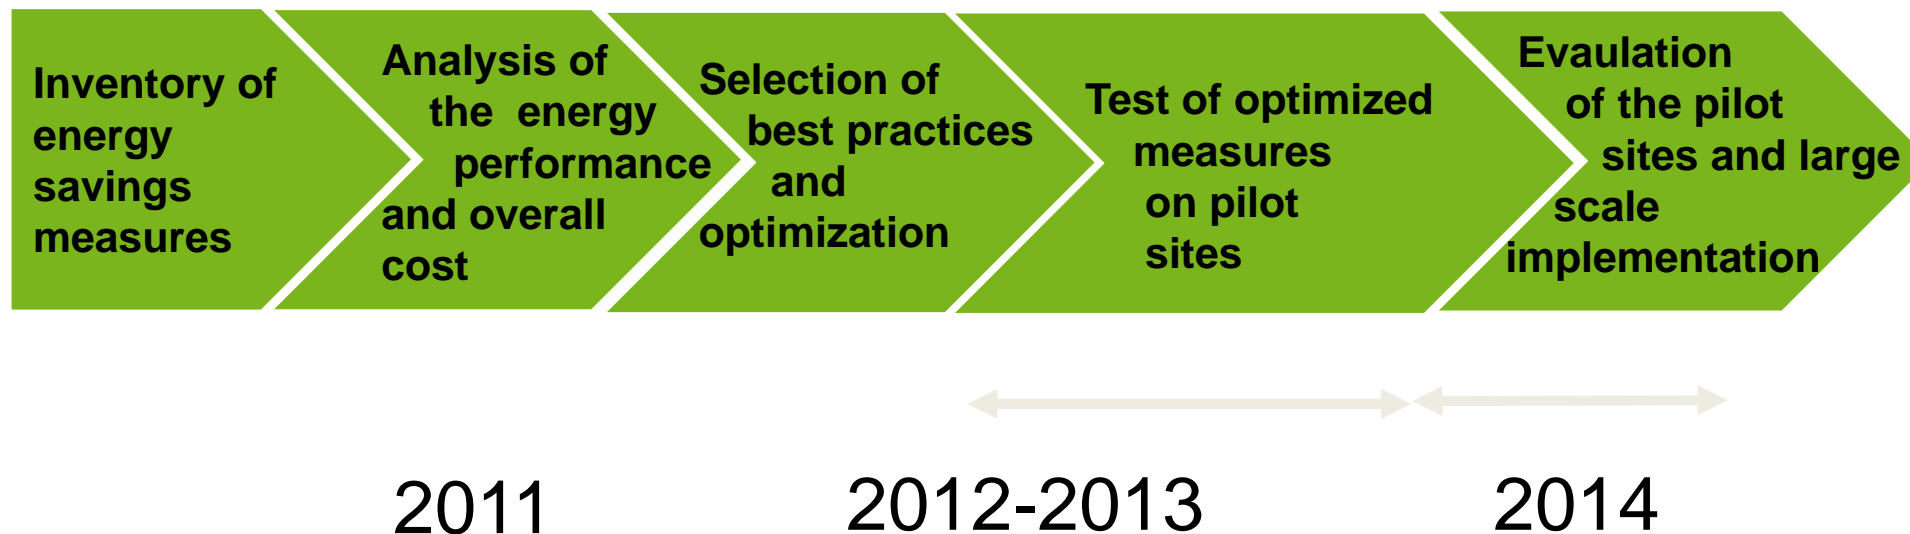 Inventory of
energy
savings
measures
Analysis of
the energy
performance
and overall
cost
Selection of
best practices
and
optimization
Test of optimized
measures
on pilot
sites
Evaulation
of the pilot
sites and large
scale
implementation
2011
2012-2013
2014